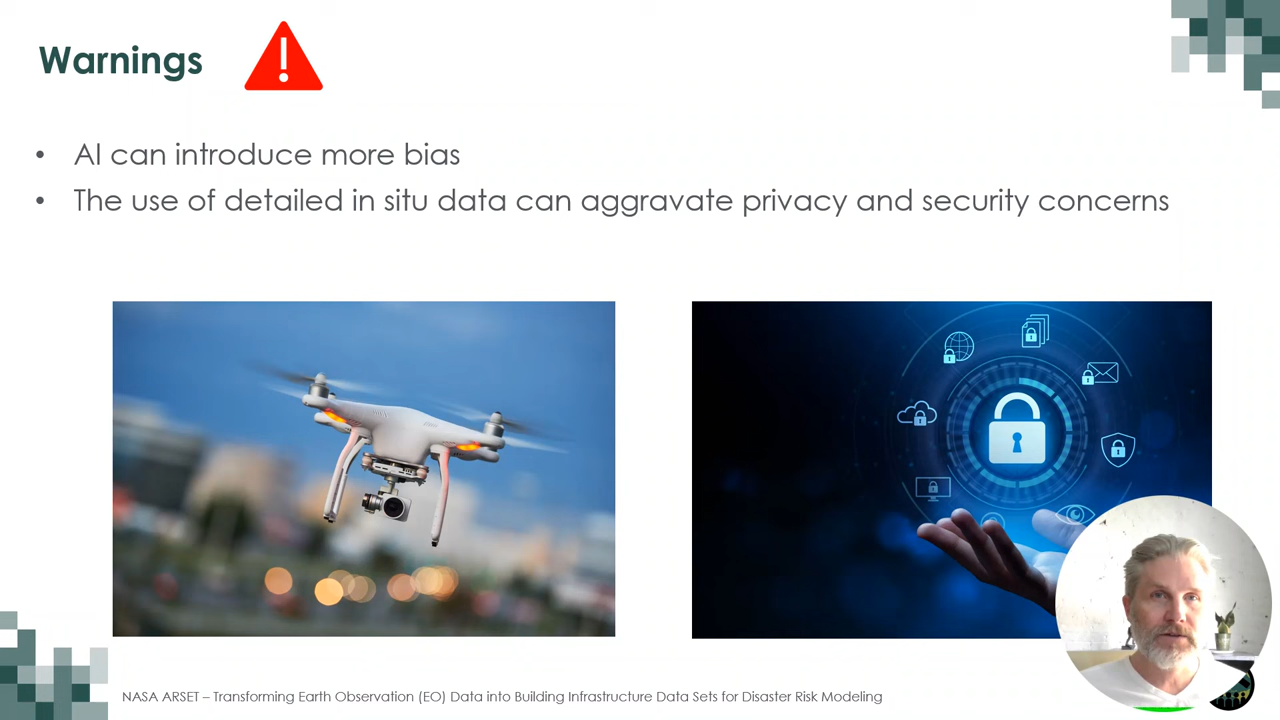 Warnings
• AI can introduce more bias
• The use of detailed in situ data can aggravate privacy and security concerns
NASA ARSET – Transforming Earth Observation (EO) Data into Building Infrastructure Data Sets for Disaster Risk Modeling